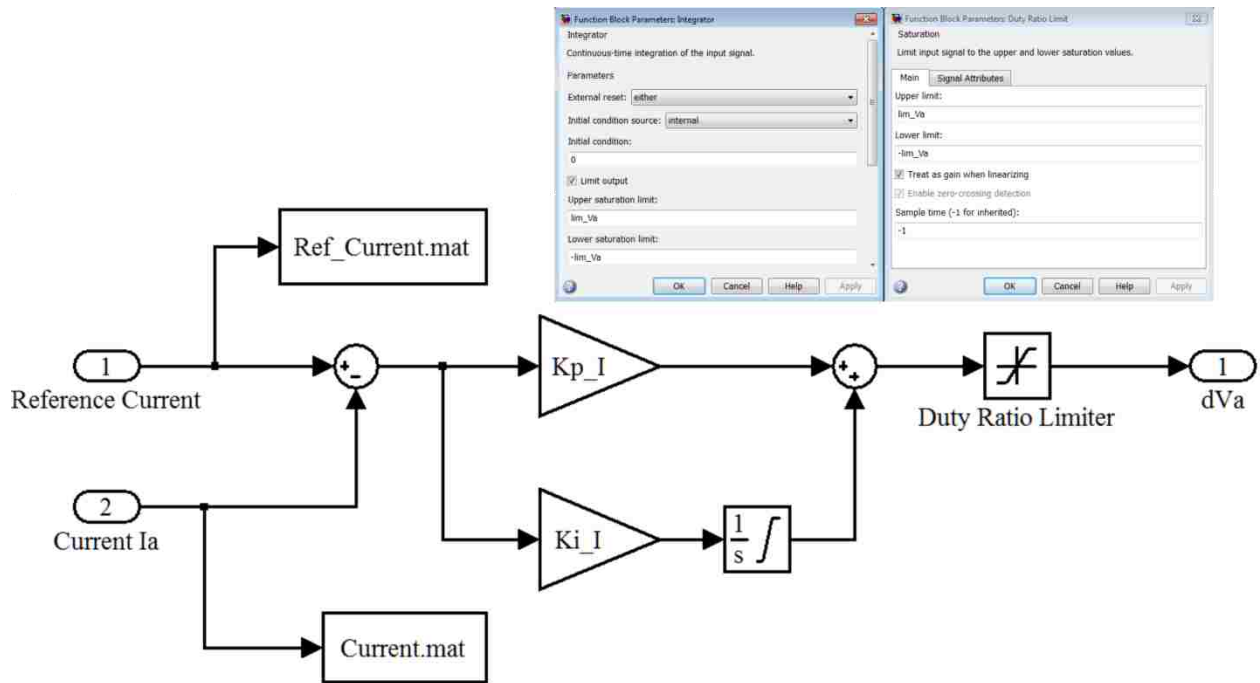 Function Block Parameters: Integrator
Integrator
Continuous-time integration of the input signal.
Parameters
External reset: either
Initial condition source: internal
Initial condition:
0
Limit output
Upper saturation limit:
lim_Va
Lower saturation limit:
-lim_Va
OK Cancel Help Apply
Function Block Parameters: Duty Ratio Limit
Saturation
Limit input signal to the upper and lower saturation values.
Main Signal Attributes
Upper limit:
lim_Va
Lower limit:
-lim_Va
Treat as gain when linearizing
Enable zero-crossing detection
Sample time (-1 for inherited):
-1
OK Cancel Help Apply
Ref_Current.mat
1
Reference Current
+
-
Kp_I
+
+
Duty Ratio Limiter
1
dVa
2
Current Ia
Ki_I
1
s
Current.mat